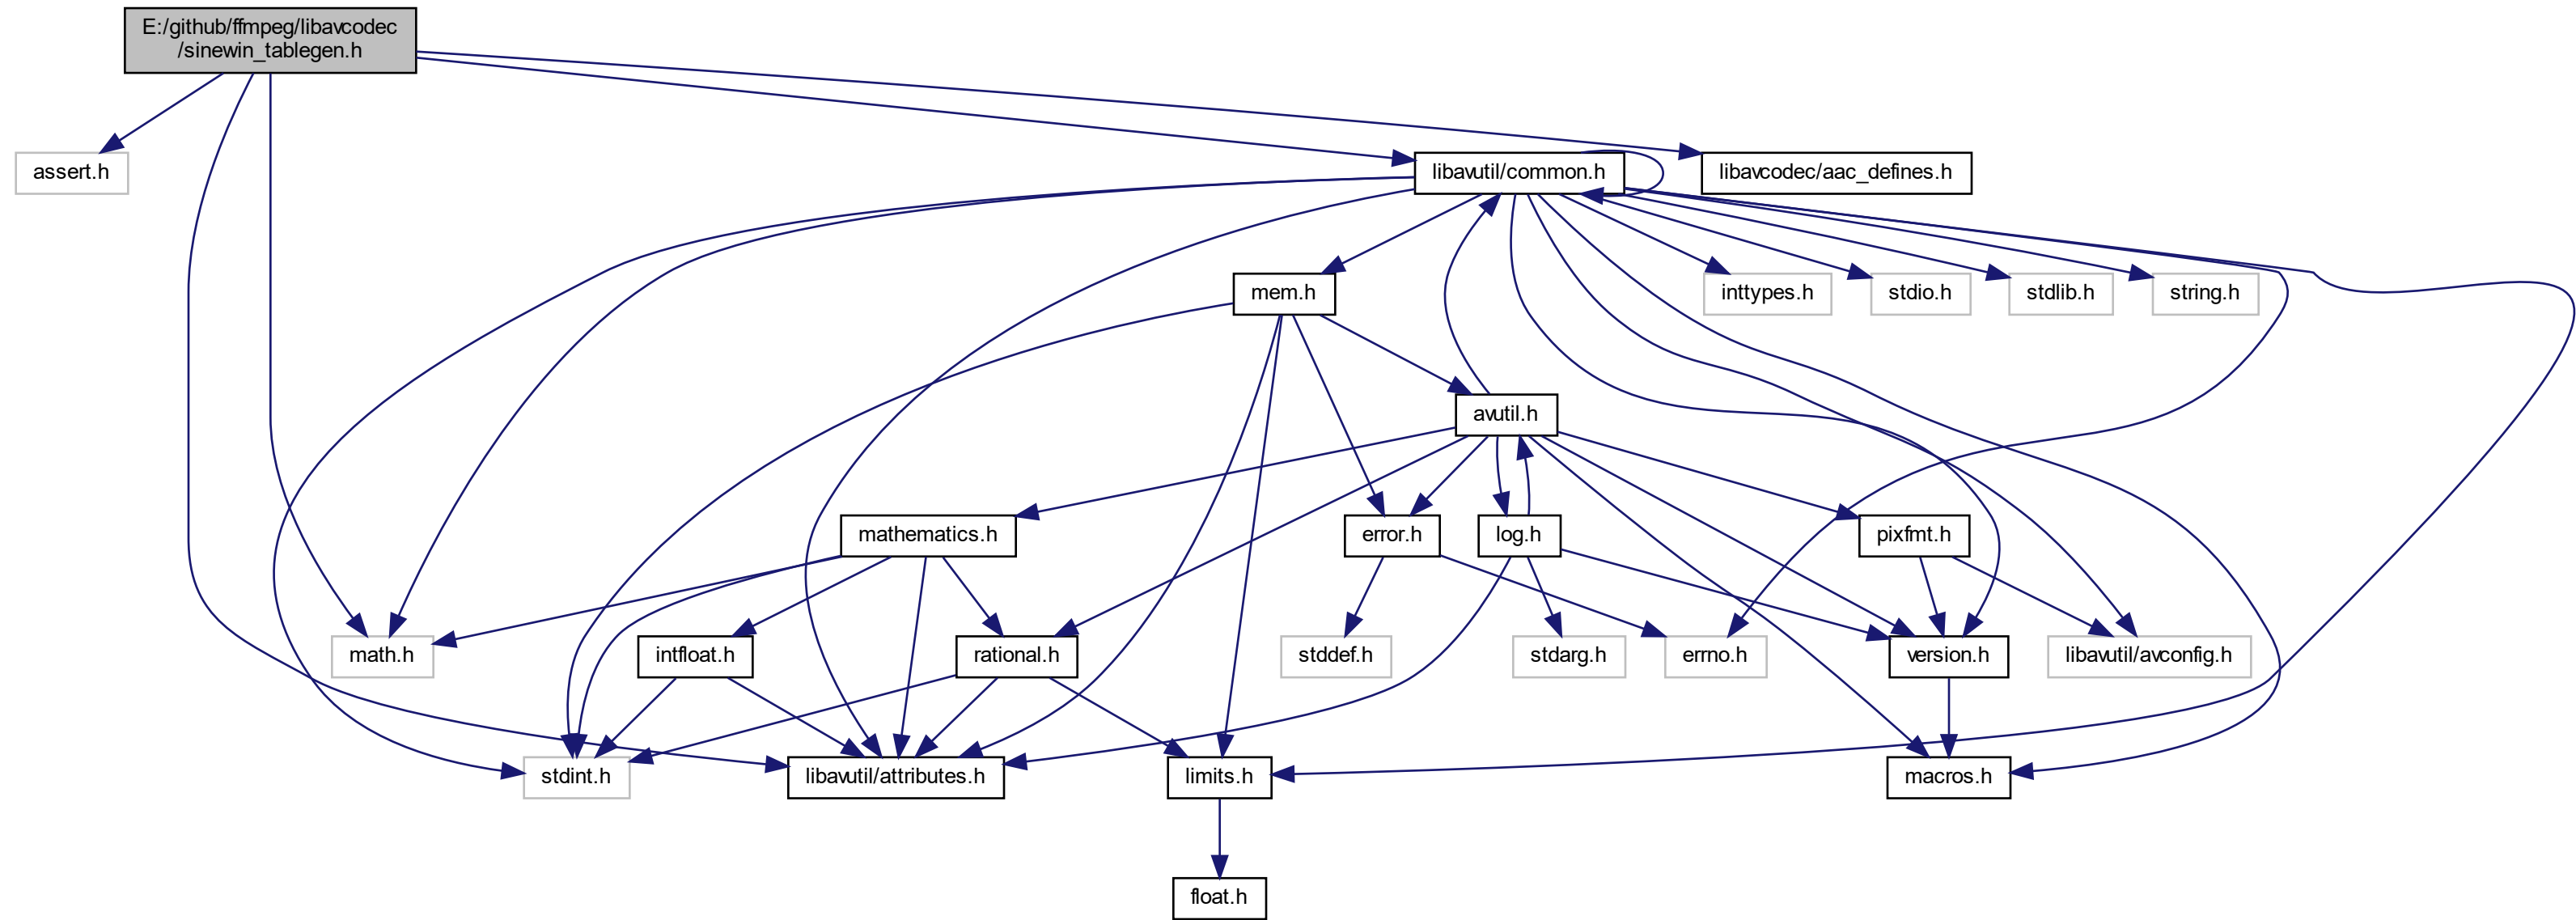 E:/github/ffmpeg/libavcodec
/sinewin_tablegen.h
assert.h
libavutil/common.h
libavcodec/aac_defines.h
mem.h
inttypes.h
stdio.h
stdlib.h
string.h
avutil.h
mathematics.h
error.h
log.h
pixfmt.h
math.h
intfloat.h
rational.h
stddef.h
stdarg.h
errno.h
version.h
libavutil/avconfig.h
stdint.h
libavutil/attributes.h
limits.h
macros.h
float.h